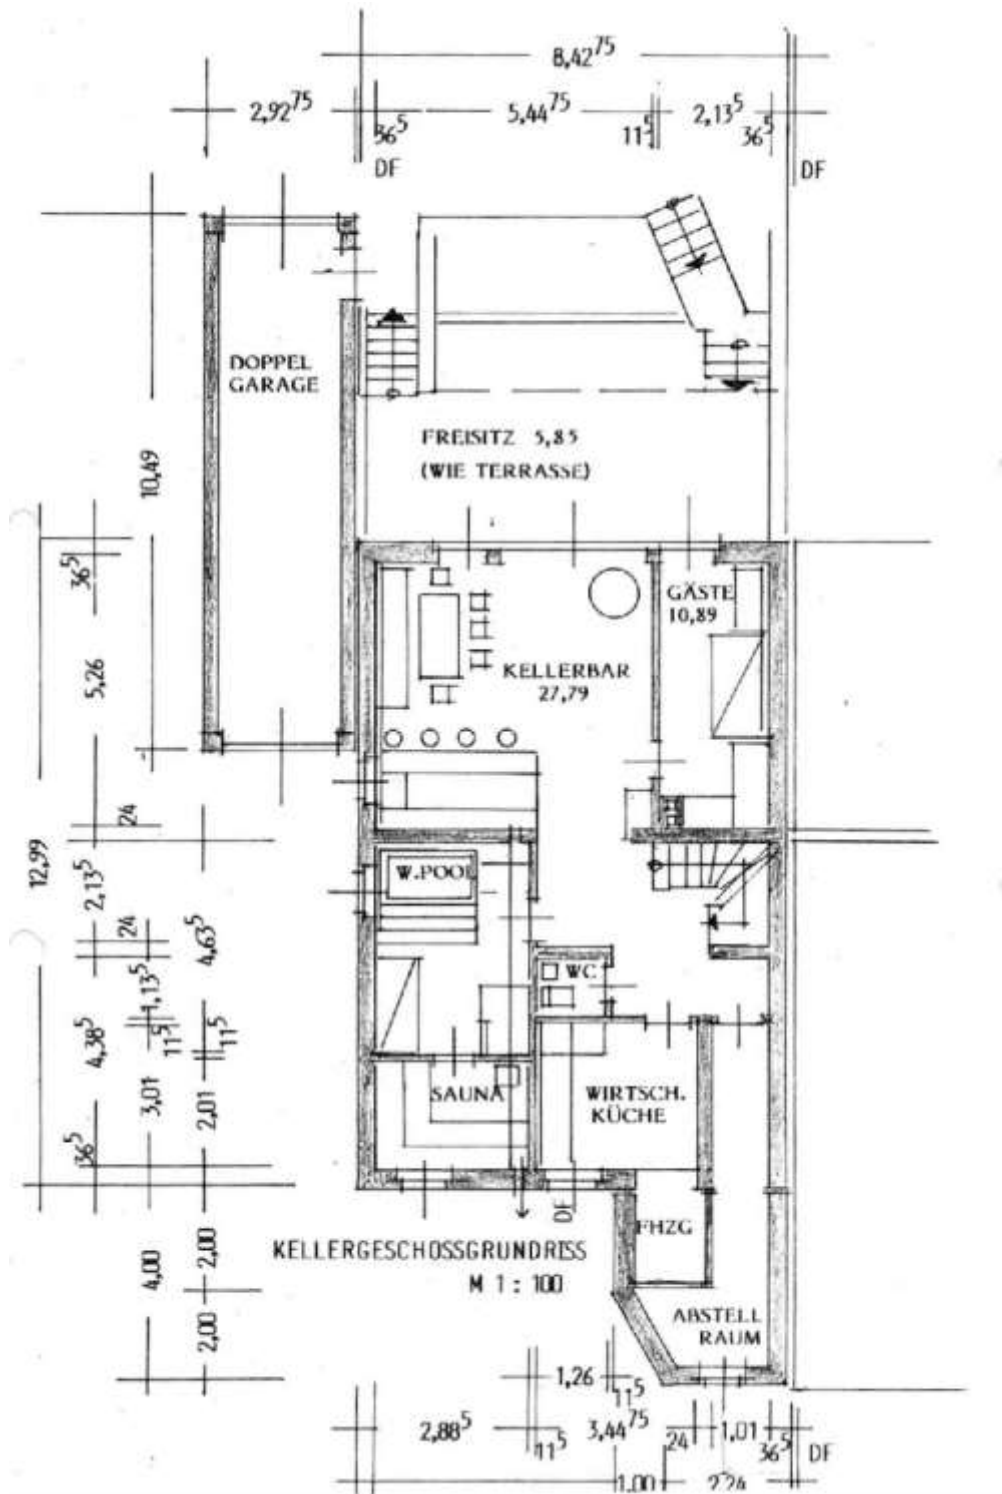 8,42⁷⁵
2,92⁷⁵
36⁵
5,44⁷⁵
11⁵
2,13⁵
36⁵
DF
DF
DOPPEL
GARAGE
FREISITZ 5,85
(WIE TERRASSE)
10,49
36⁵
5,26
24
12,99
2,13⁵
24
4,63⁵
1,13⁵
11⁵
11⁵
4,38⁵
3,01
2,01
36⁵
GÄSTE
10,89
KELLERBAR
27,79
W.POOL
WC
SAUNA
WIRTSCH.
KÜCHE
DF
FHZG
KELLERGESCHOSSGRUNDRISS
M 1 : 100
4,00
2,00
2,00
ABSTELL
RAUM
1,26
11⁵
2,88⁵
11⁵
3,44⁷⁵
24
1,01
36⁵
DF
1,00
2,24